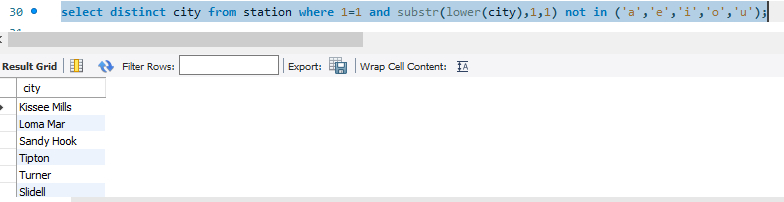 30 select distinct city from station where 1=1 and substr(lower(city),1,1) not in ('a','e','i','o','u');
Result Grid Filter Rows: Export: Wrap Cell Content:
city
Kissee Mills
Loma Mar
Sandy Hook
Tipton
Turner
Slidell